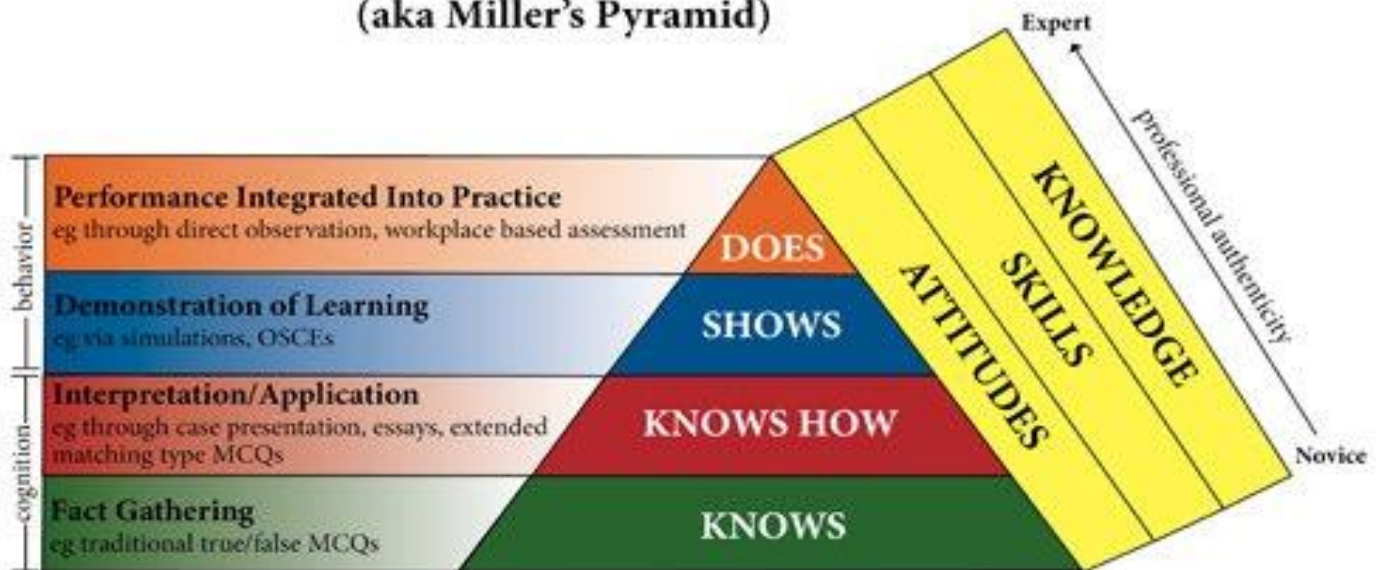 (aka Miller's Pyramid)
Expert
professional authenticity
Novice
behavior
Performance Integrated Into Practice
eg through direct observation, workplace based assessment
DOES
Demonstration of Learning
eg via simulations, OSCEs
SHOWS
cognition
Interpretation/Application
eg through case presentation, essays, extended
matching type MCQs
KNOWS HOW
Fact Gathering
eg traditional true/false MCQs
KNOWS
ATTITUDES
SKILLS
KNOWLEDGE